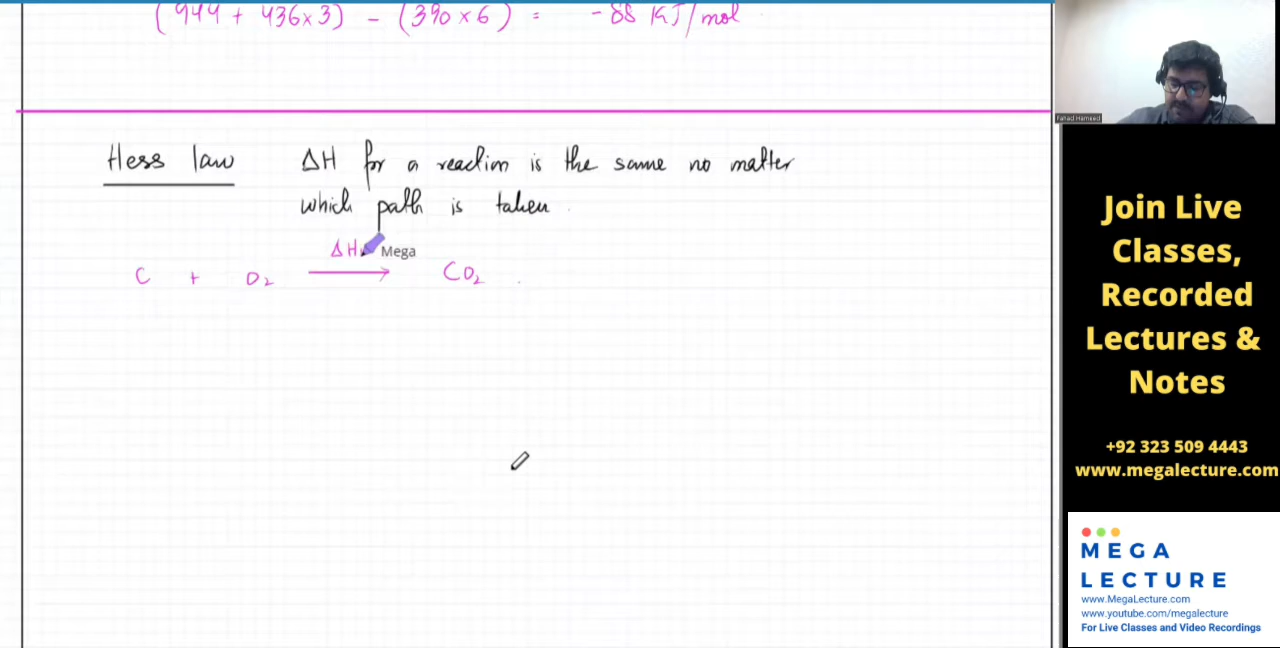 (944 + 436x3) - (390 x 6) = - 88 KJ/mol
Fahad Hameed
Hess law ΔH for a reaction is the same no matter
which path is taken.
ΔH
Mega
C + O₂ ⟶ CO₂
Join Live
Classes,
Recorded
Lectures &
Notes
+92 323 509 4443
www.megalecture.com
MEGA
LECTURE
www.MegaLecture.com
www.youtube.com/megalecture
For Live Classes and Video Recordings